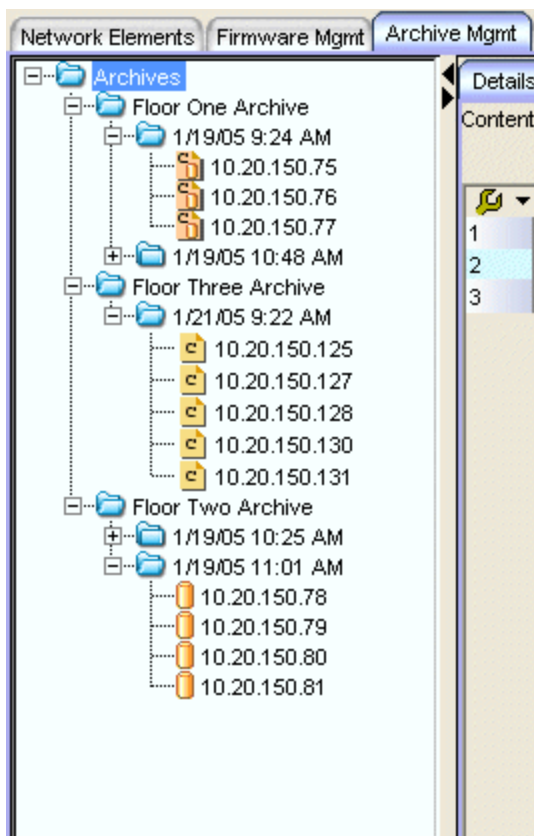 Network Elements Firmware Mgmt Archive Mgmt
Archives
Floor One Archive
1/19/05 9:24 AM
10.20.150.75
10.20.150.76
10.20.150.77
1/19/05 10:48 AM
Floor Three Archive
1/21/05 9:22 AM
10.20.150.125
10.20.150.127
10.20.150.128
10.20.150.130
10.20.150.131
Floor Two Archive
1/19/05 10:25 AM
1/19/05 11:01 AM
10.20.150.78
10.20.150.79
10.20.150.80
10.20.150.81
Details
Content
1
2
3